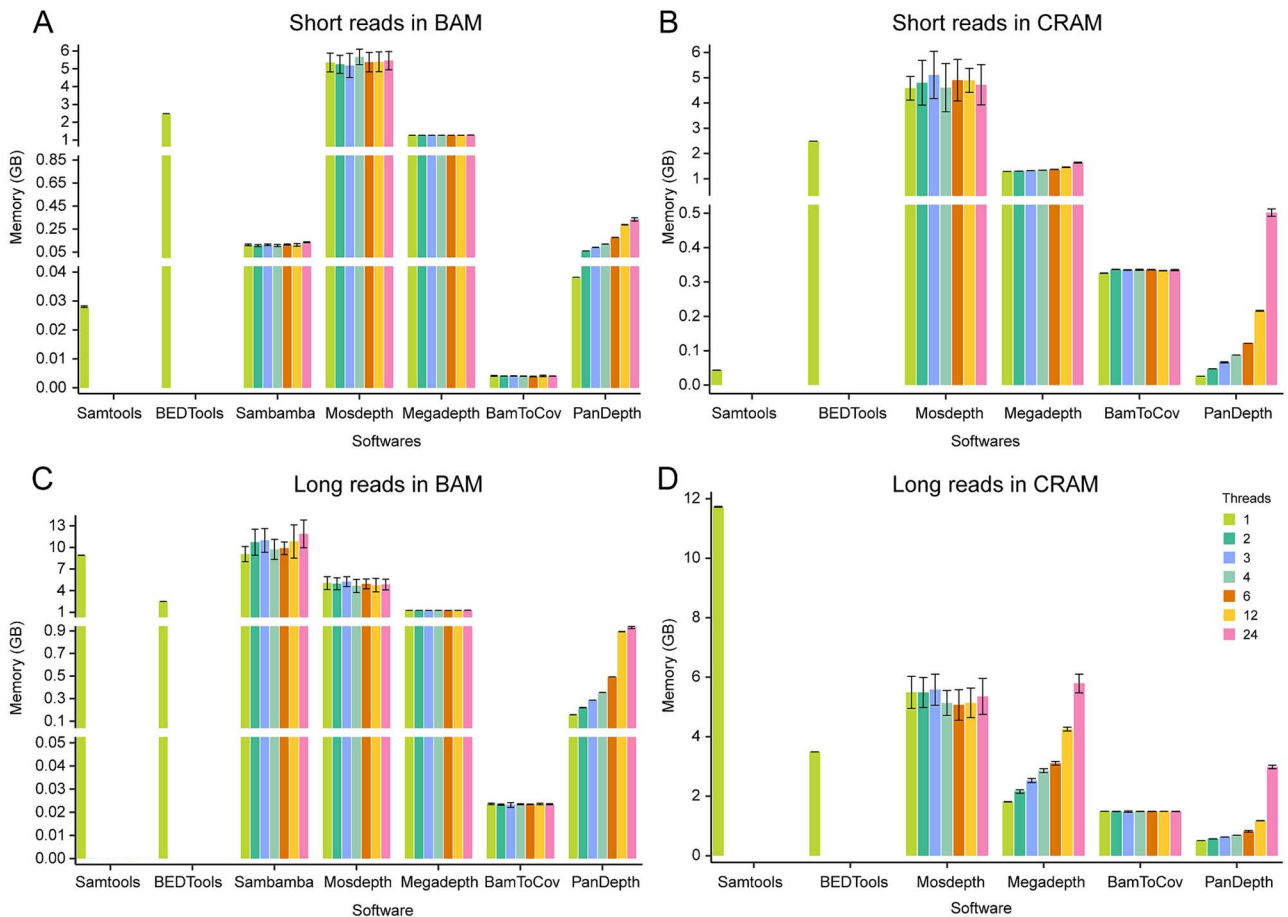 A
Short reads in BAM
Memory (GB)
6
5
4
3
2
1
0.85
0.65
0.45
0.25
0.05
0.04
0.03
0.02
0.01
0.00
Samtools BEDTools Sambamba Mosdepth Megadepth BamToCov PanDepth
Softwares
B
Short reads in CRAM
Memory (GB)
6
5
4
3
2
1
0.5
0.4
0.3
0.2
0.1
0.0
Samtools BEDTools Mosdepth Megadepth BamToCov PanDepth
Softwares
C
Long reads in BAM
Memory (GB)
13
10
7
4
1
0.9
0.7
0.5
0.3
0.1
0.05
0.04
0.03
0.02
0.01
0.00
Samtools BEDTools Sambamba Mosdepth Megadepth BamToCov PanDepth
Software
D
Long reads in CRAM
Memory (GB)
12
10
8
6
4
2
0
Samtools BEDTools Mosdepth Megadepth BamToCov PanDepth
Software
Threads
1
2
3
4
6
12
24